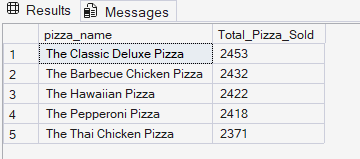 Results Messages
pizza_name Total_Pizza_Sold
1 The Classic Deluxe Pizza 2453
2 The Barbecue Chicken Pizza 2432
3 The Hawaiian Pizza 2422
4 The Pepperoni Pizza 2418
5 The Thai Chicken Pizza 2371